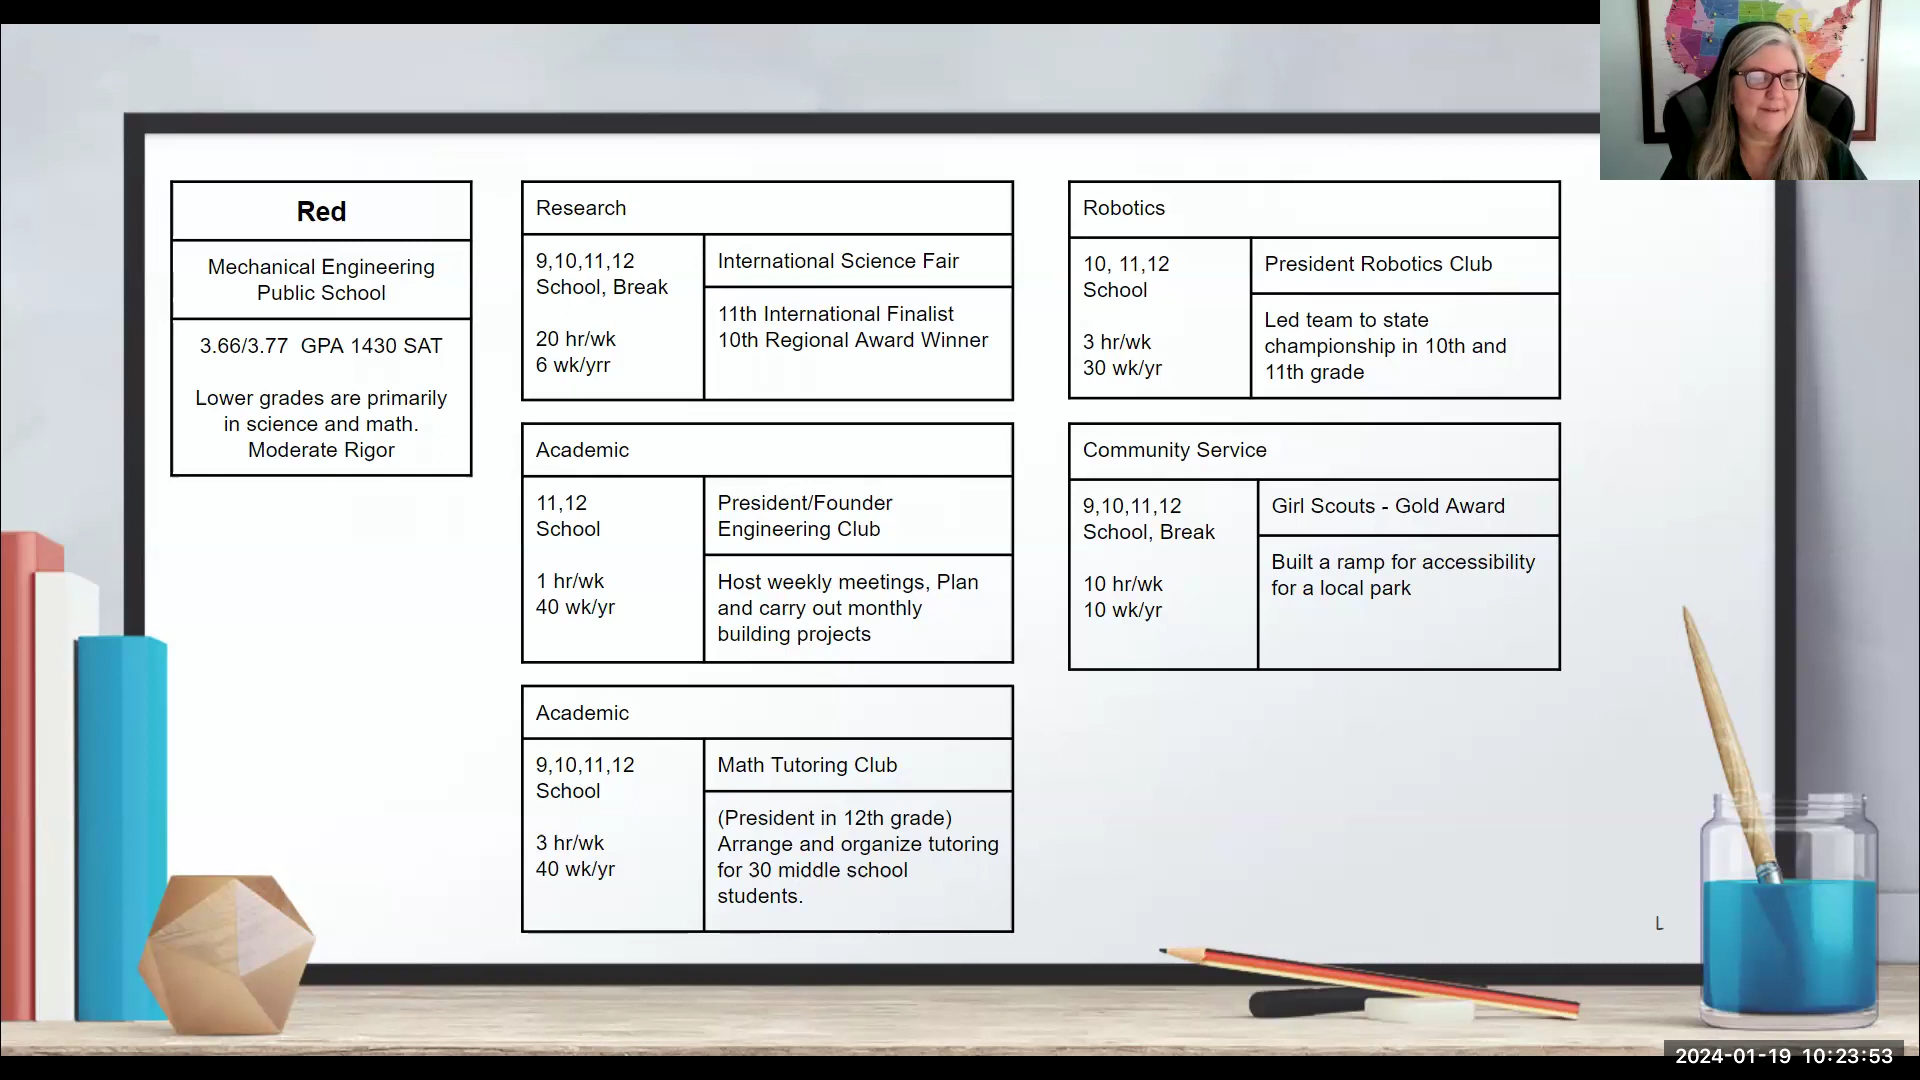 Red
Mechanical Engineering
Public School
3.66/3.77  GPA 1430 SAT
Lower grades are primarily
in science and math.
Moderate Rigor
Research
9,10,11,12
School, Break
20 hr/wk
6 wk/yrr
International Science Fair
11th International Finalist
10th Regional Award Winner
Academic
11,12
School
1 hr/wk
40 wk/yr
President/Founder
Engineering Club
Host weekly meetings, Plan
and carry out monthly
building projects
Academic
9,10,11,12
School
3 hr/wk
40 wk/yr
Math Tutoring Club
(President in 12th grade)
Arrange and organize tutoring
for 30 middle school
students.
Robotics
10, 11,12
School
3 hr/wk
30 wk/yr
President Robotics Club
Led team to state
championship in 10th and
11th grade
Community Service
9,10,11,12
School, Break
10 hr/wk
10 wk/yr
Girl Scouts - Gold Award
Built a ramp for accessibility
for a local park
L
2024-01-19 10:23:53